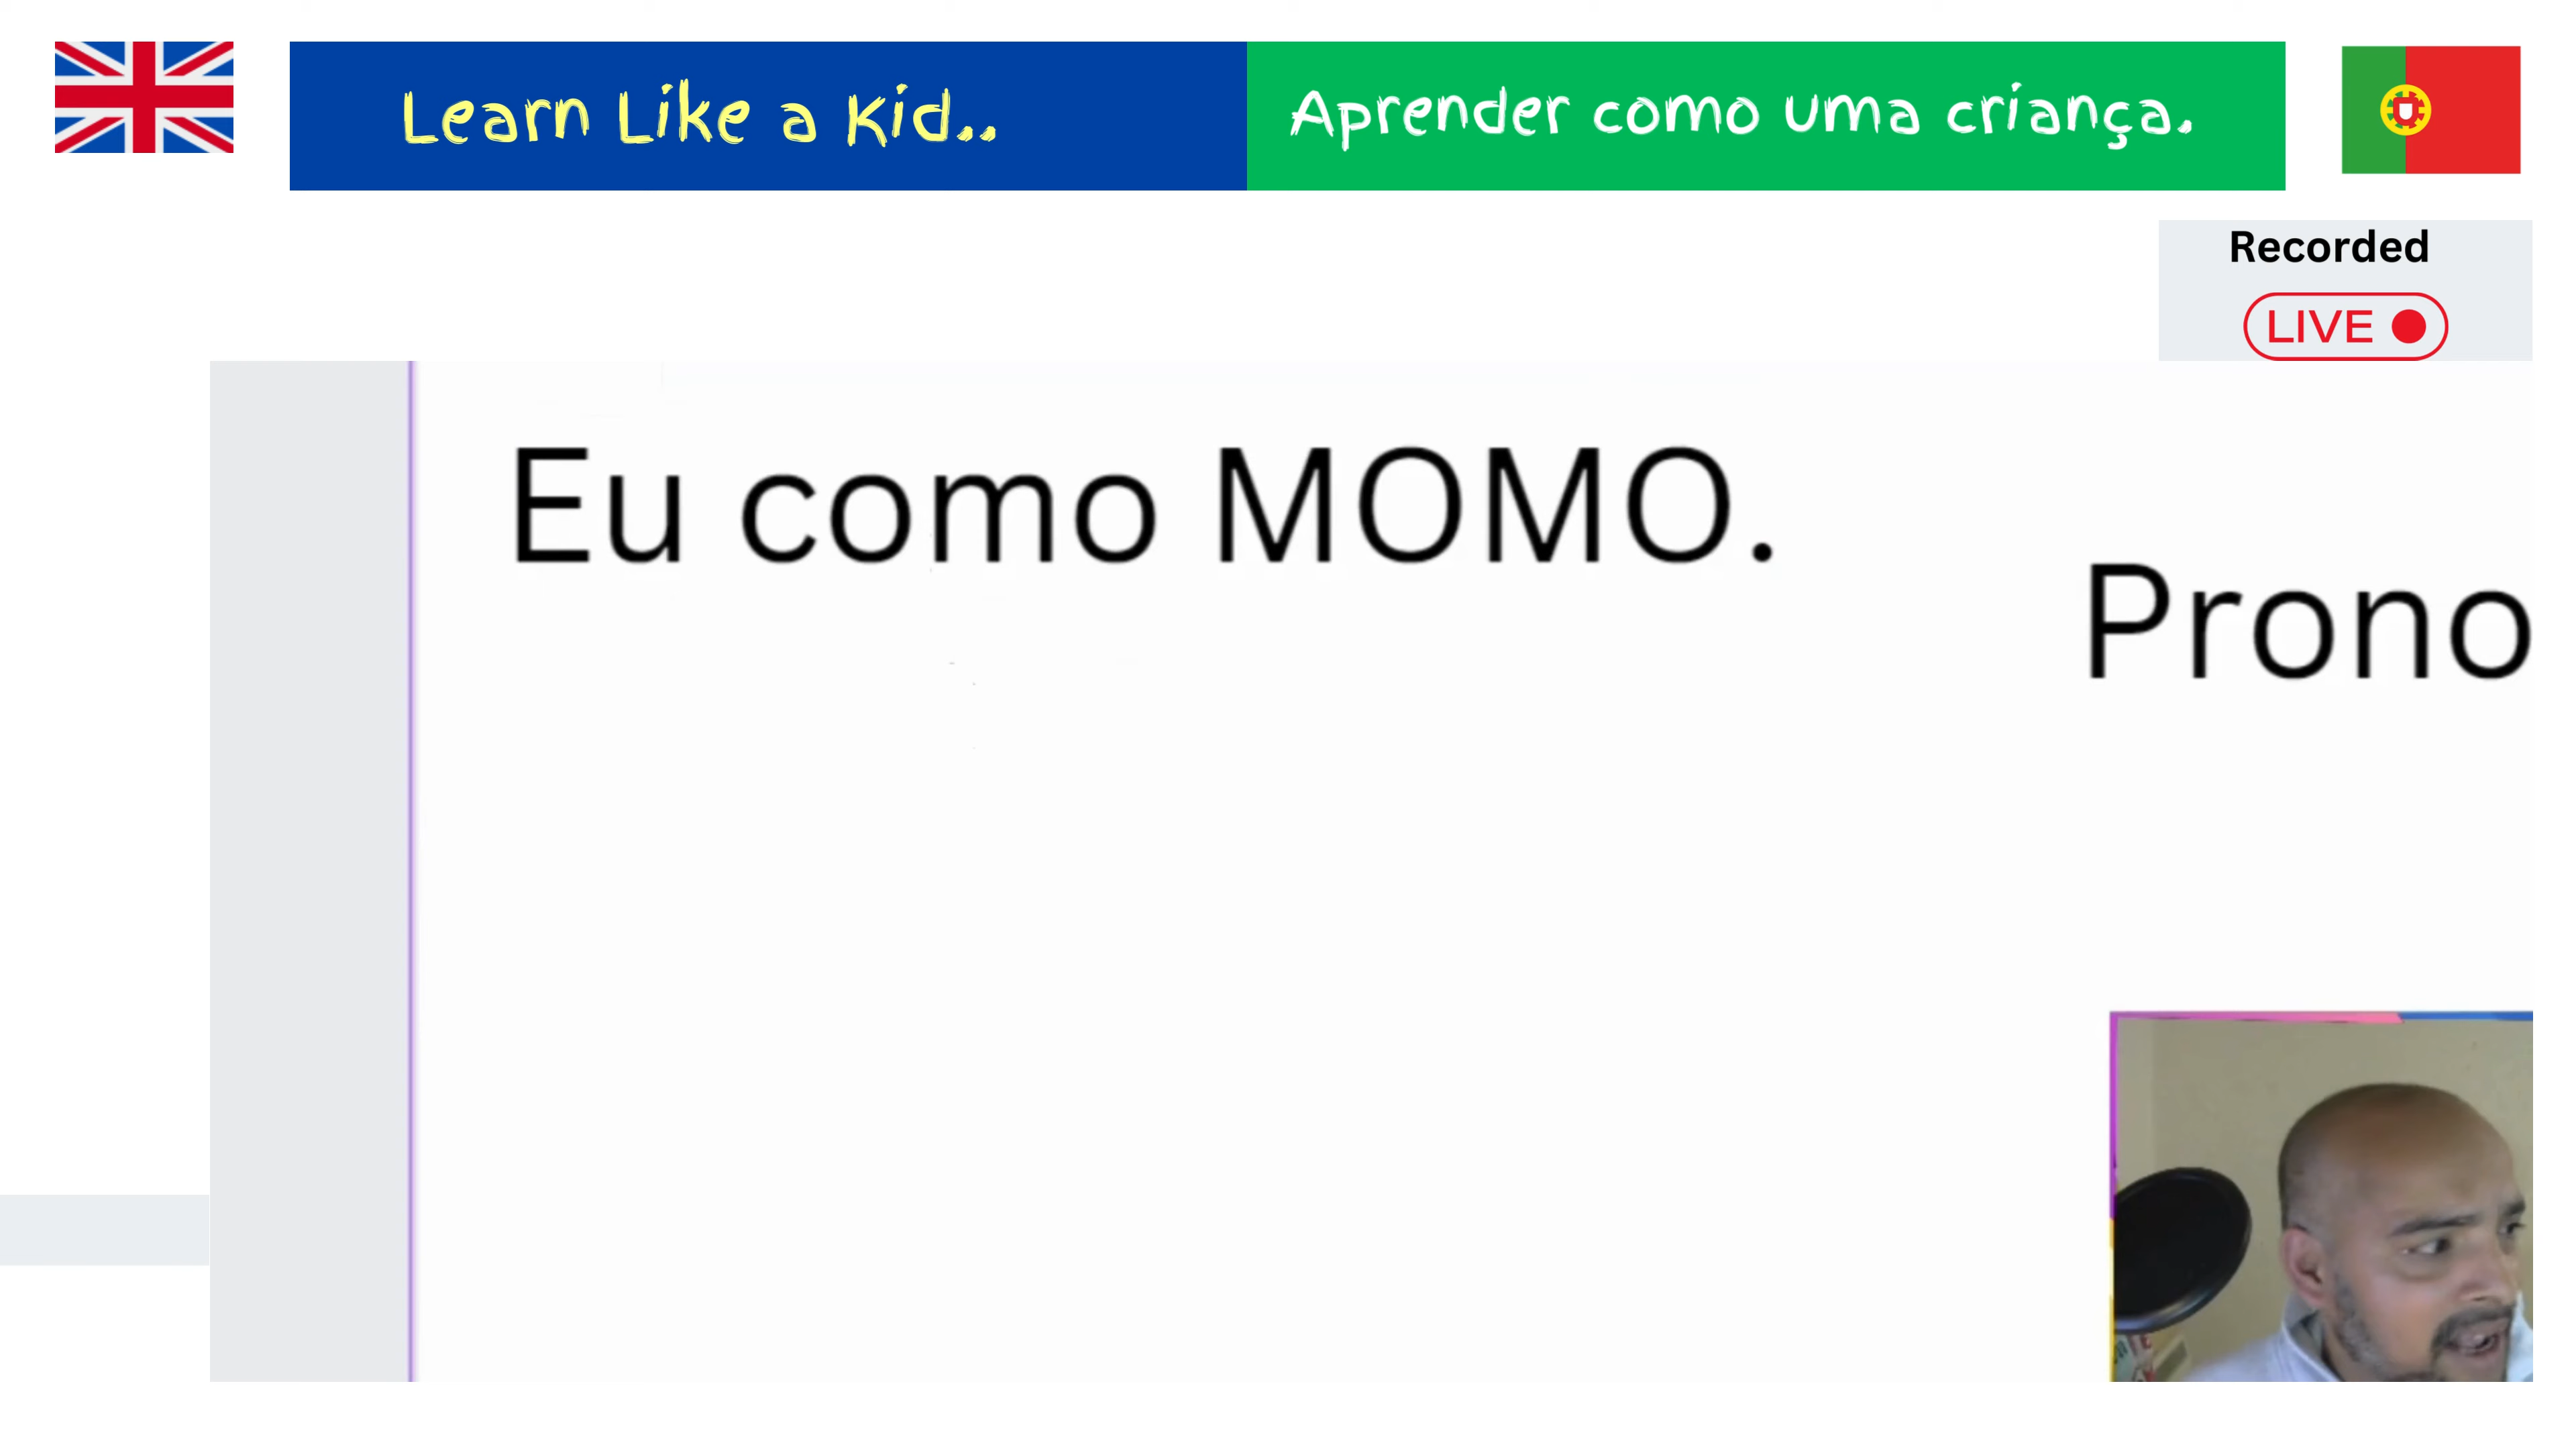 Learn Like a Kid..
Aprender como uma criança.
Recorded
LIVE
Eu como MOMO.
Prono